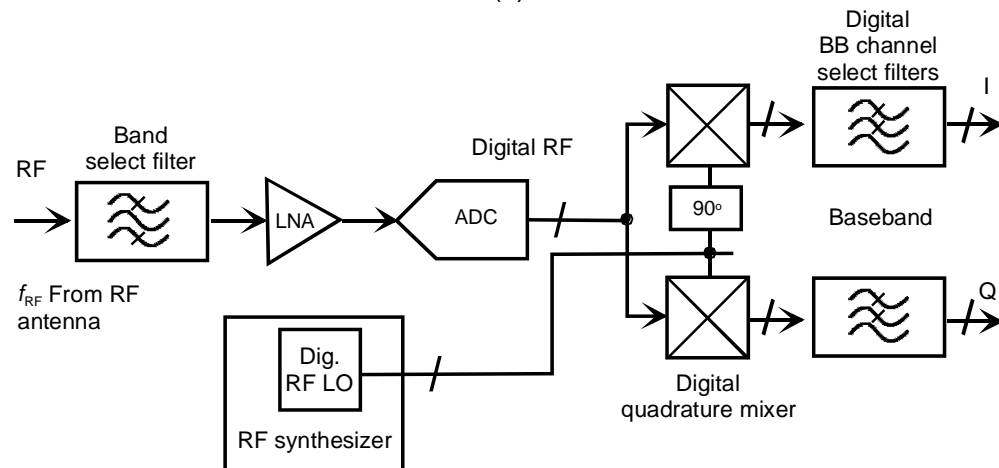 Digital
BB channel
select filters
I
Band
select filter
RF
Digital RF
LNA
ADC
90°
Baseband
f_RF From RF
antenna
Q
Dig.
RF LO
Digital
quadrature mixer
RF synthesizer